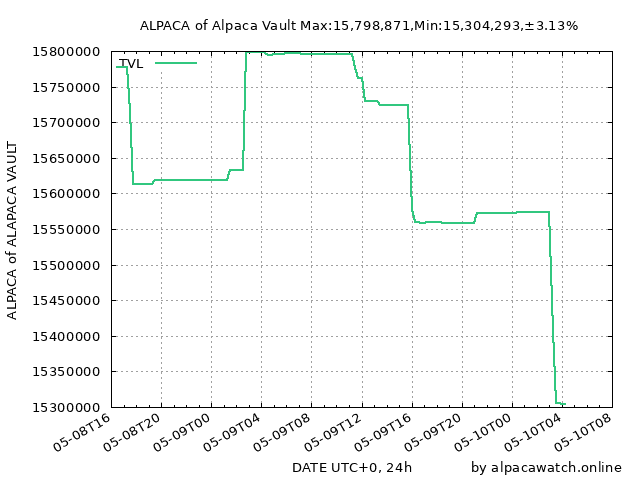 ALPACA of Alpaca Vault Max:15,798,871,Min:15,304,293,±3.13%
TVL
15800000
15750000
15700000
15650000
15600000
15550000
15500000
15450000
15400000
15350000
15300000
ALPACA of ALAPACA VAULT
05-08T16
05-08T20
05-09T00
05-09T04
05-09T08
05-09T12
05-09T16
05-09T20
05-10T00
05-10T04
05-10T08
DATE UTC+0, 24h
by alpacawatch.online